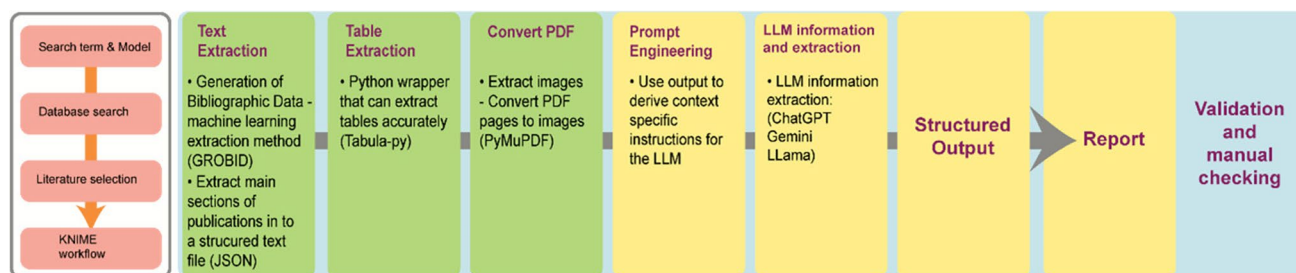 Search term & Model
Database search
Literature selection
KNIME
workflow
Text
Extraction
• Generation of
Bibliographic Data -
machine learning
extraction method
(GROBID)
• Extract main
sections of
publications in to
a strucured text
file (JSON)
Table
Extraction
• Python wrapper
that can extract
tables accurately
(Tabula-py)
Convert PDF
• Extract images
- Convert PDF
pages to images
(PyMuPDF)
Prompt
Engineering
• Use output to
derive context
specific
instructions for
the LLM
LLM information
and extraction
• LLM information
extraction:
(ChatGPT
Gemini
LLama)
Structured
Output
Report
Validation
and
manual
checking